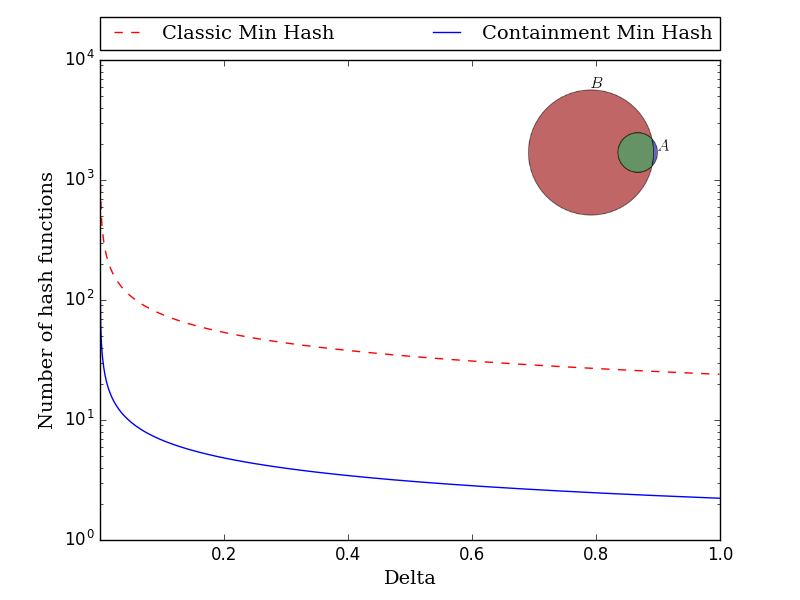 Classic Min Hash Containment Min Hash
10^4
10^3
10^2
10^1
10^0
Number of hash functions
B
A
0.2 0.4 0.6 0.8 1.0
Delta